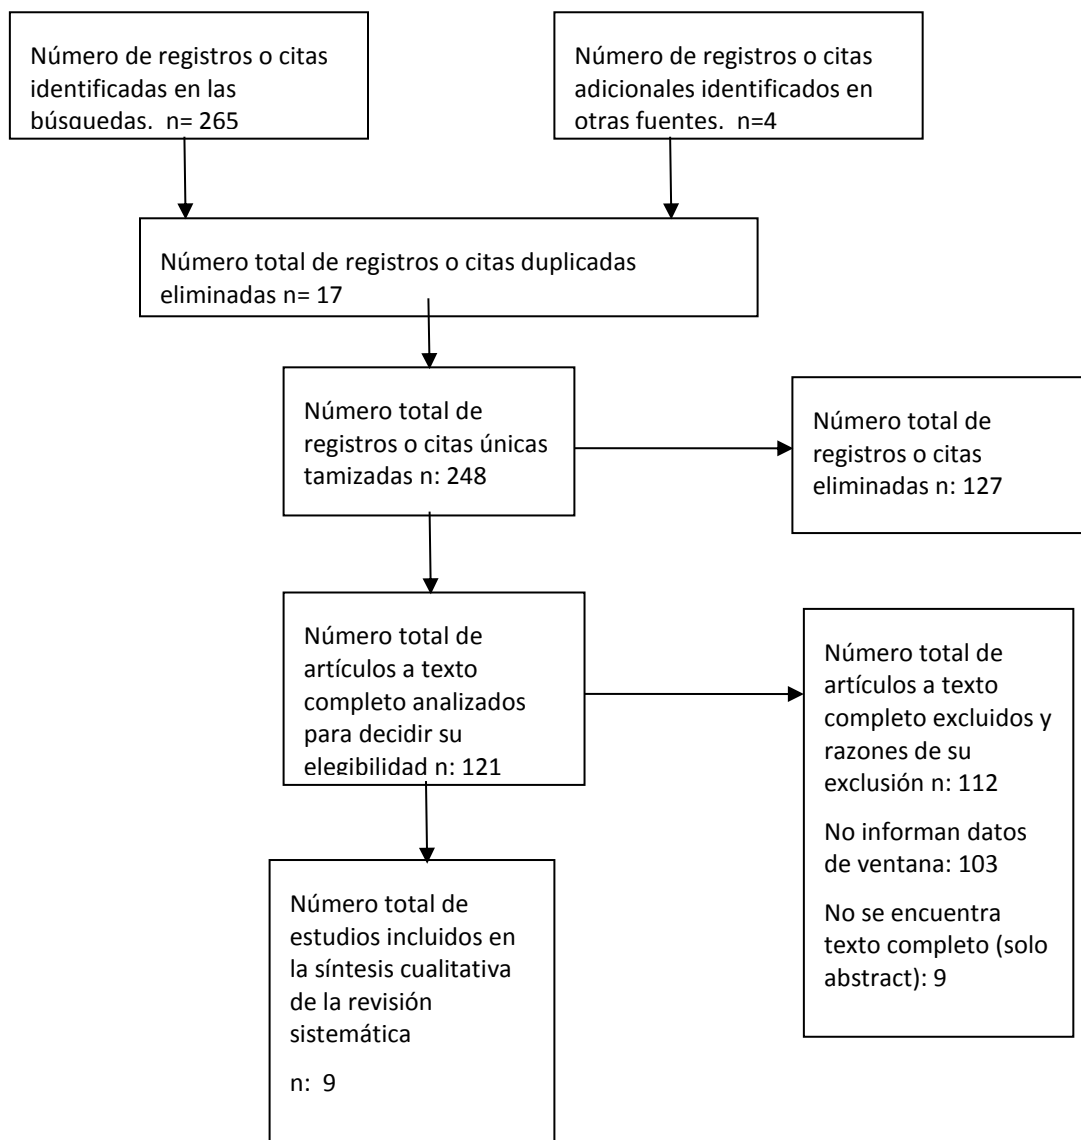 Número de registros o citas
identificadas en las
búsquedas. n= 265
Número de registros o citas
adicionales identificados en
otras fuentes. n=4
Número total de registros o citas duplicadas
eliminadas n= 17
Número total de
registros o citas únicas
tamizadas n: 248
Número total de
registros o citas
eliminadas n: 127
Número total de
artículos a texto
completo analizados
para decidir su
elegibilidad n: 121
Número total de
artículos a texto
completo excluidos y
razones de su
exclusión n: 112
No informan datos
de ventana: 103
No se encuentra
texto completo (solo
abstract): 9
Número total de
estudios incluidos en
la síntesis cualitativa
de la revisión
sistemática
n: 9